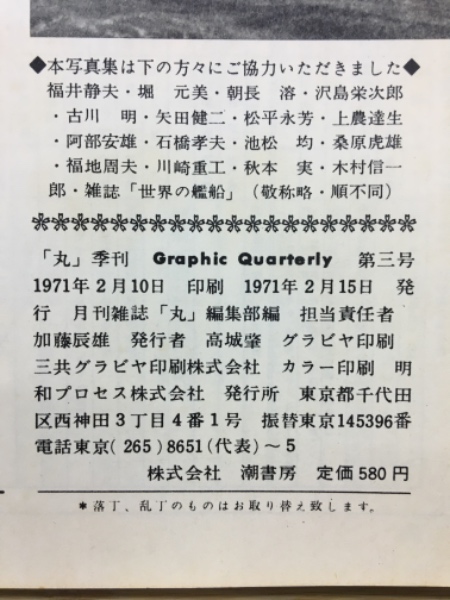 ◆本写真集は下の方々にご協力いただきました◆
福井静夫・堀　元美・朝長　溶・沢島栄次郎
・古川　明・矢田健二・松平永芳・上農達生
・阿部安雄・石橋孝夫・池松　均・桑原虎雄
・福地周夫・川崎重工・秋本　実・木村信一
郎・雑誌「世界の艦船」（敬称略・順不同）
「丸」季刊　Graphic Quarterly　第三号
1971年２月10日　印刷　1971年２月15日　発
行　月刊雑誌「丸」編集部編　担当責任者
加藤辰雄　発行者　高城肇　グラビヤ印刷
三共グラビヤ印刷株式会社　カラー印刷　明
和プロセス株式会社　発行所　東京都千代田
区西神田３丁目４番１号　振替東京145396番
電話東京(265)8651(代表)～５
株式会社　潮書房　定価580円
＊落丁、乱丁のものはお取り替え致します。